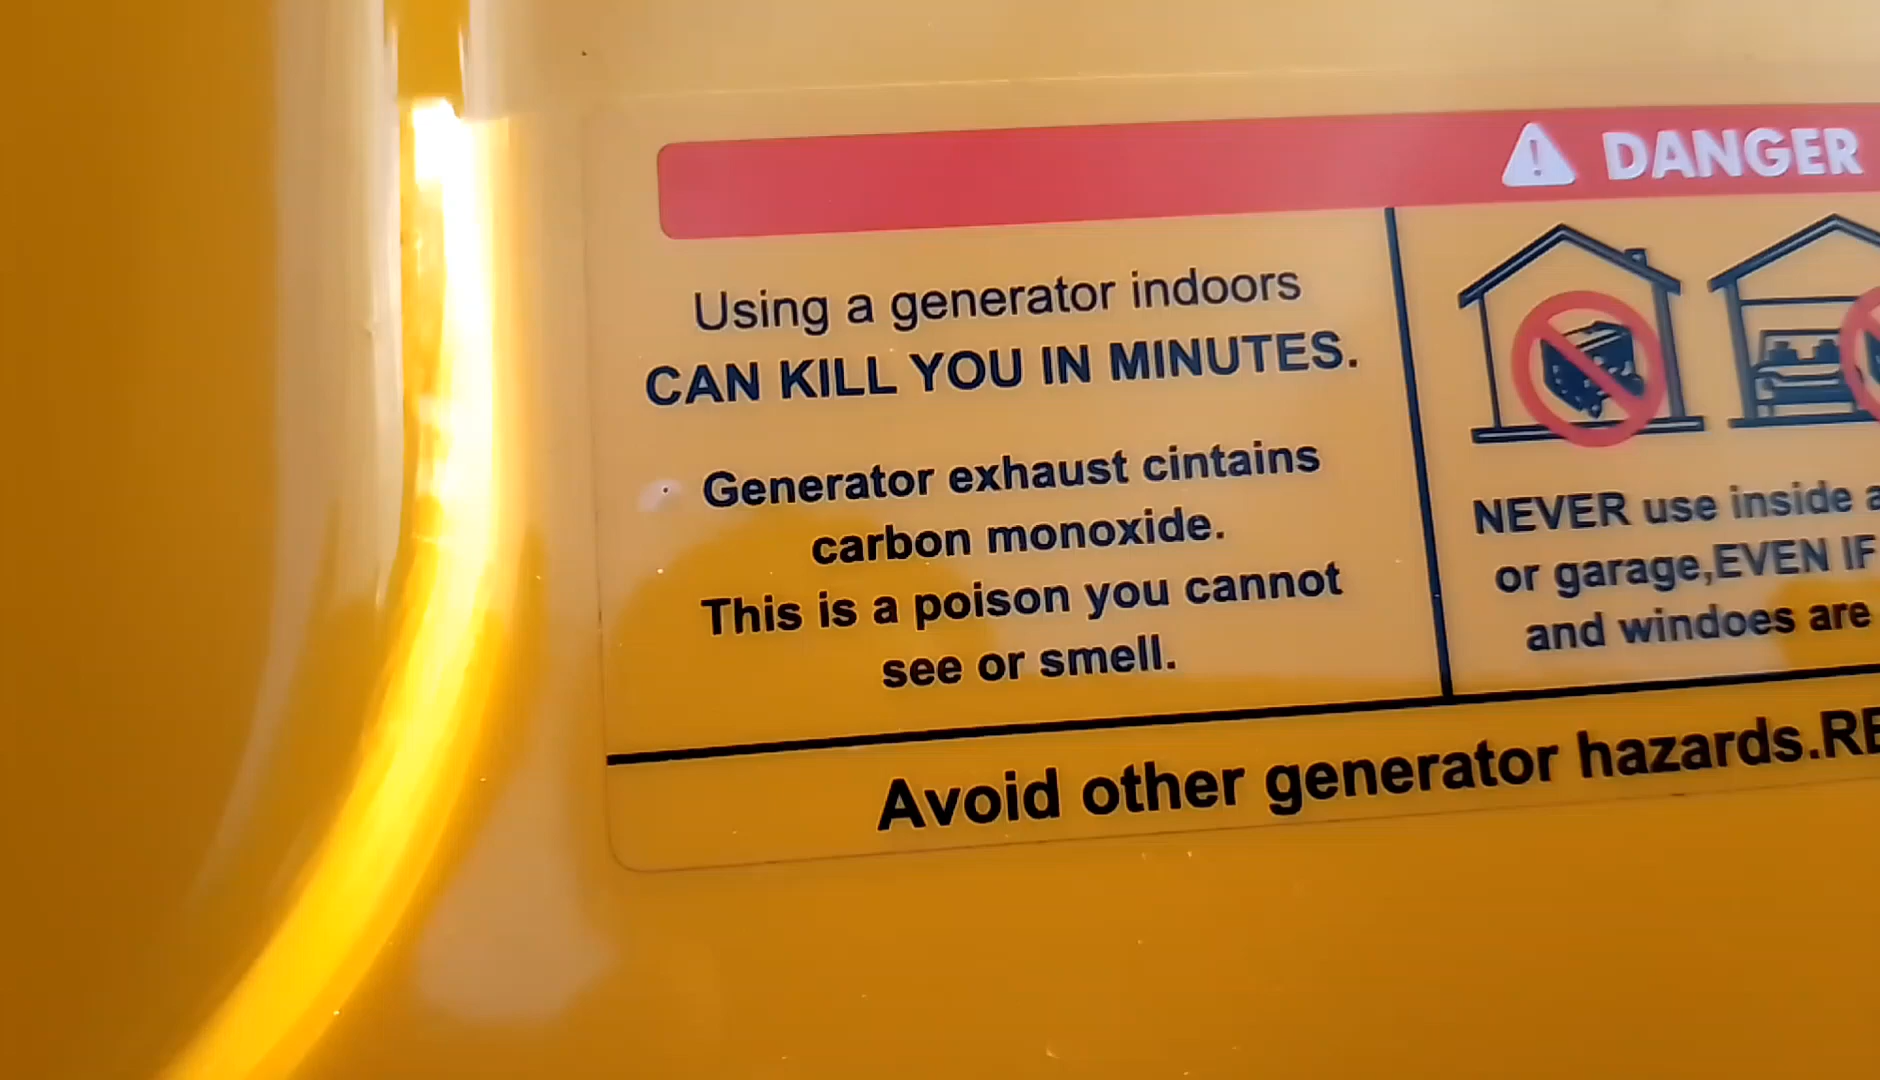 DANGER
Using a generator indoors
CAN KILL YOU IN MINUTES.
Generator exhaust cintains
carbon monoxide.
This is a poison you cannot
see or smell.
NEVER use inside
or garage,EVEN IF
and windoes are
Avoid other generator hazards.